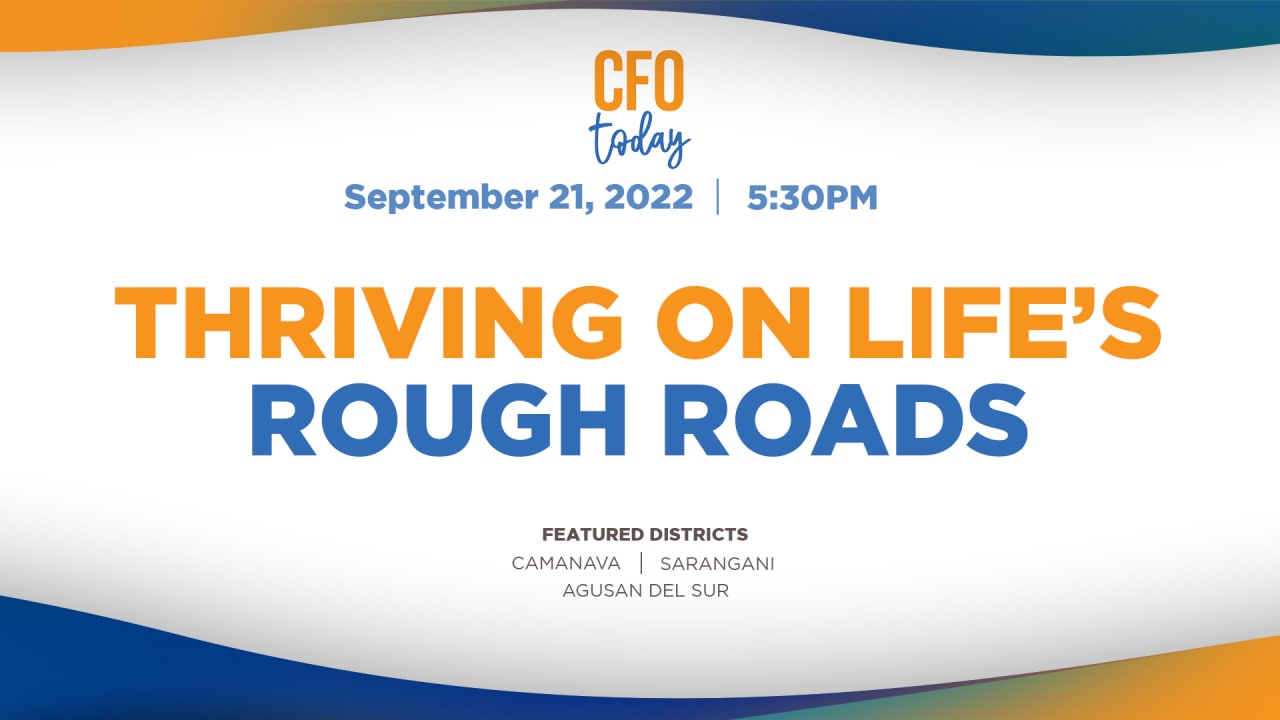 CFO
today
September 21, 2022 | 5:30PM
THRIVING ON LIFE’S
ROUGH ROADS
FEATURED DISTRICTS
CAMANAVA | SARANGANI
AGUSAN DEL SUR